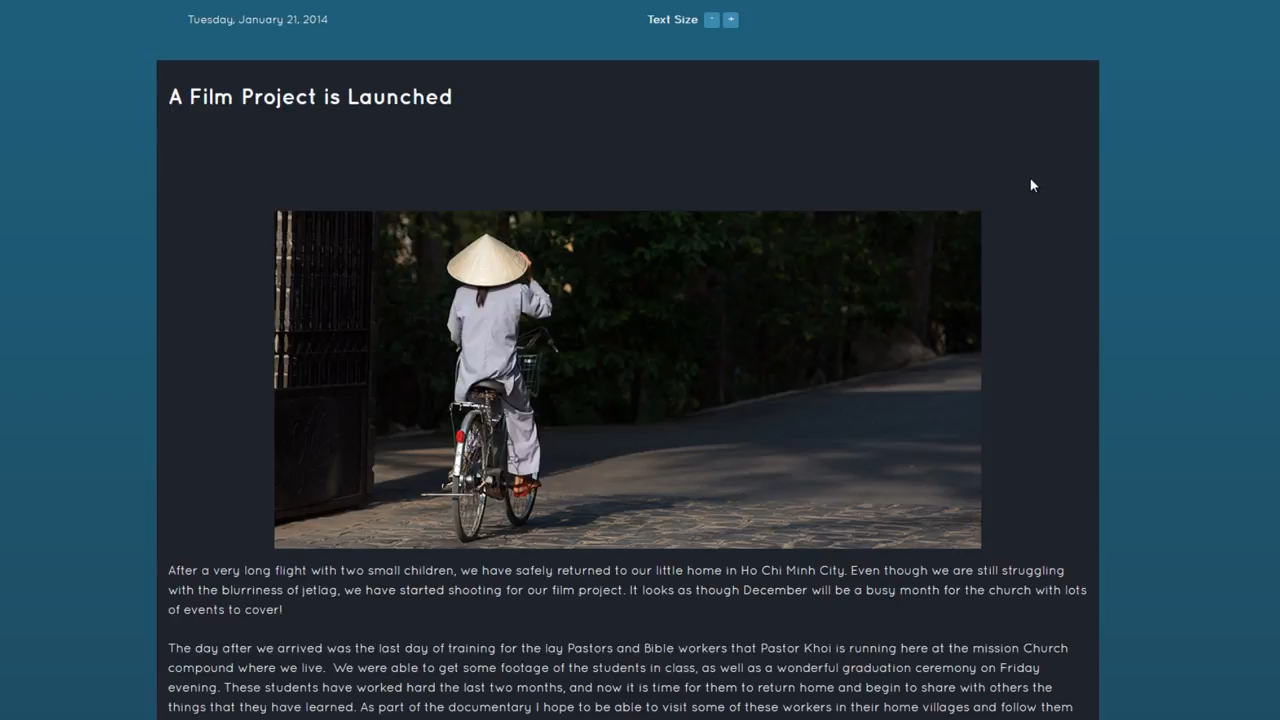 Tuesday, January 21, 2014
Text Size - +
A Film Project is Launched
After a very long flight with two small children, we have safely returned to our little home in Ho Chi Minh City. Even though we are still struggling
with the blurriness of jetlag, we have started shooting for our film project. It looks as though December will be a busy month for the church with lots
of events to cover!
The day after we arrived was the last day of training for the lay Pastors and Bible workers that Pastor Khoi is running here at the mission Church
compound where we live. We were able to get some footage of the students in class, as well as a wonderful graduation ceremony on Friday
evening. These students have worked hard the last two months, and now it is time for them to return home and begin to share with others the
things that they have learned. As part of the documentary I hope to be able to visit some of these workers in their home villages and follow them